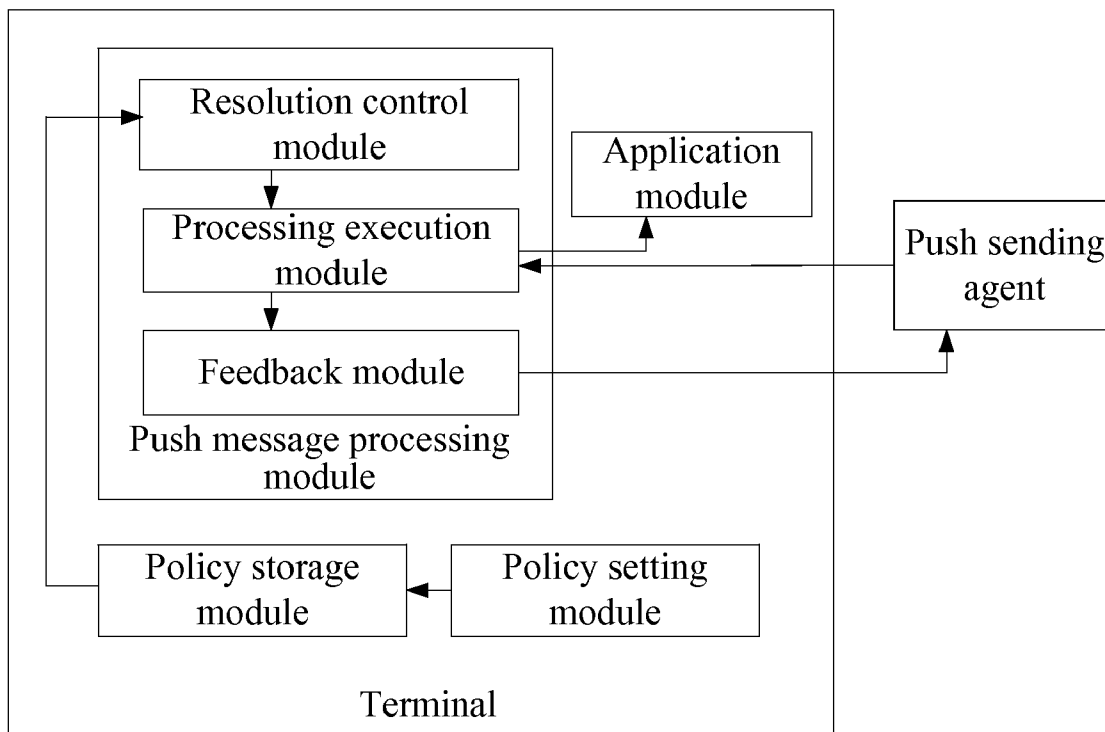 Resolution control
module
Application
module
Processing execution
module
Push sending
agent
Feedback module
Push message processing
module
Policy storage
module
Policy setting
module
Terminal